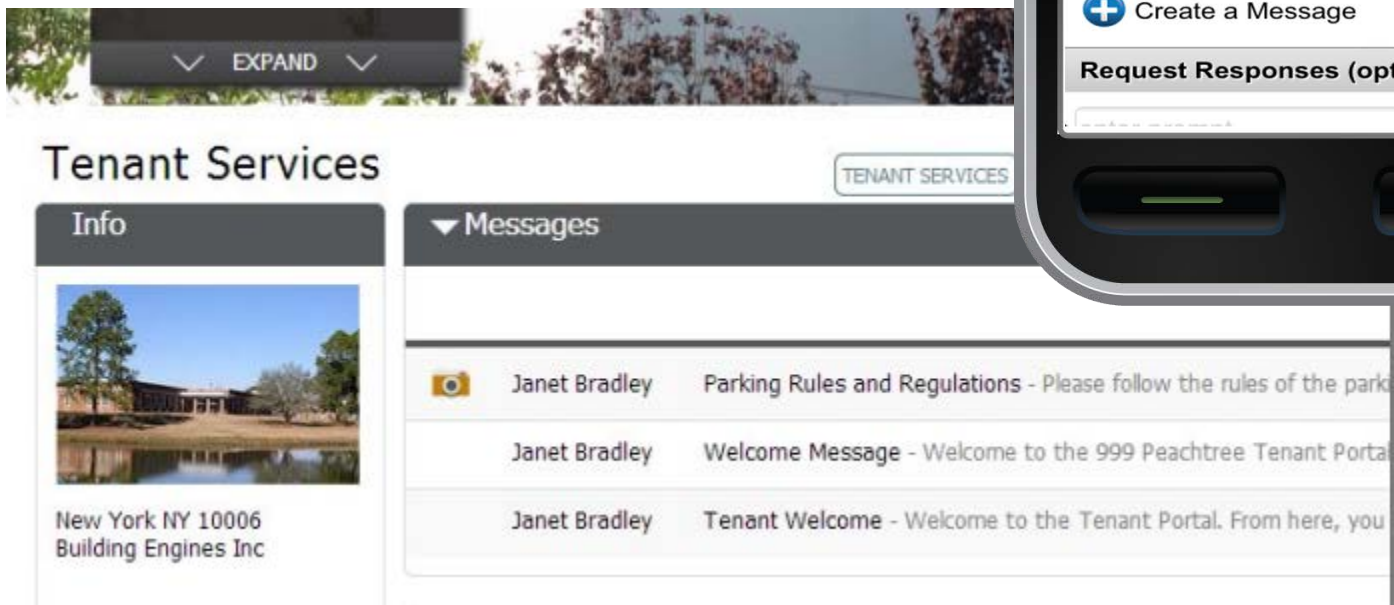 Create a Message
Request Responses (opt
EXPAND
Tenant Services
TENANT SERVICES
Info
Messages
Janet Bradley Parking Rules and Regulations - Please follow the rules of the park
Janet Bradley Welcome Message - Welcome to the 999 Peachtree Tenant Portal
Janet Bradley Tenant Welcome - Welcome to the Tenant Portal. From here, you
New York NY 10006
Building Engines Inc